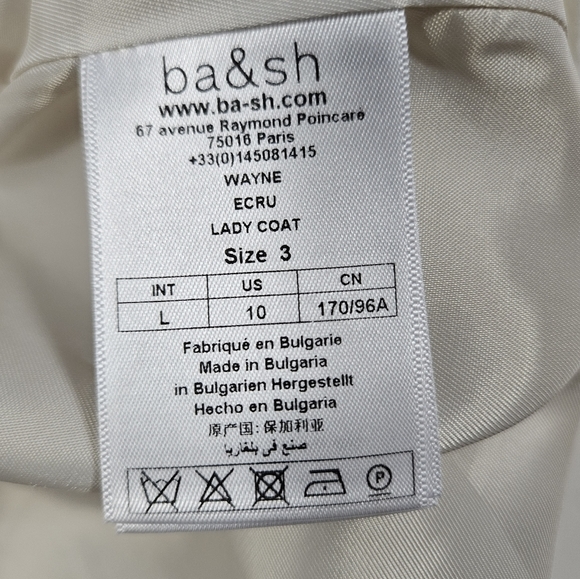 ba&sh
www.ba-sh.com
67 avenue Raymond Poincaré
75016 Paris
+33(0)145081415
WAYNE
ECRU
LADY COAT
Size 3
INT US CN
L 10 170/96A
Fabriqué en Bulgarie
Made in Bulgaria
in Bulgarien Hergestellt
Hecho en Bulgaria
原产国: 保加利亚
صنع في بلغاريا
P